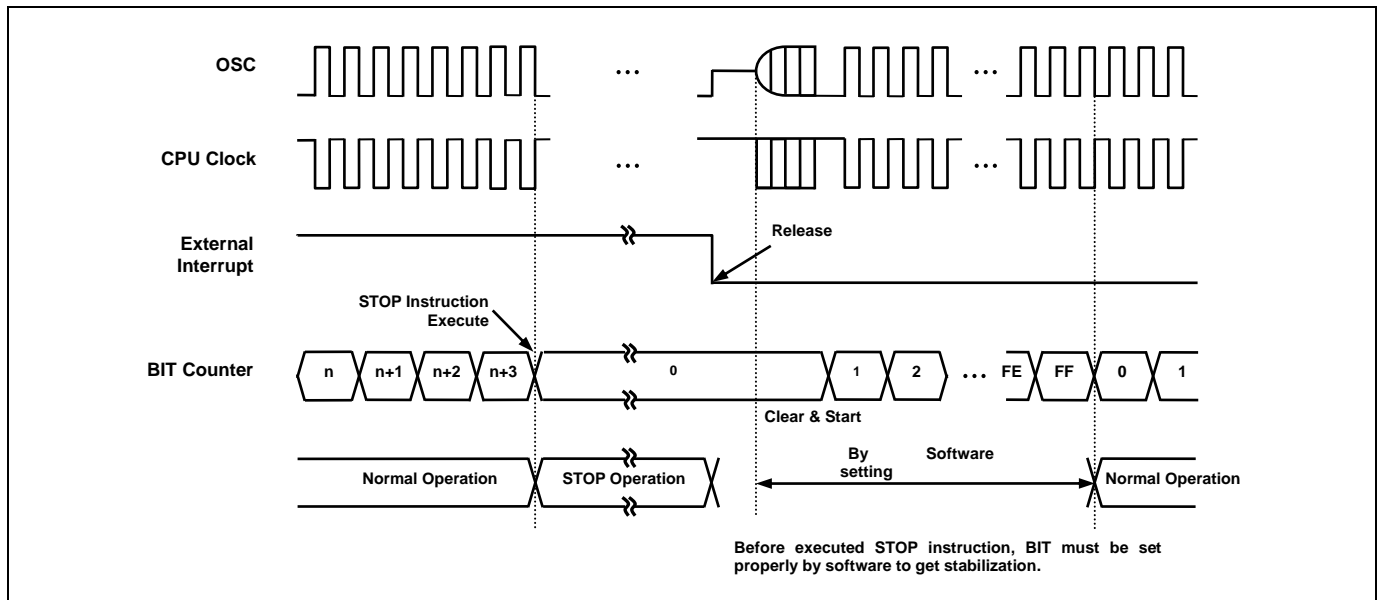 OSC
...
...
CPU Clock
...
...
External
Interrupt
Release
STOP Instruction
Execute
BIT Counter
n
n+1
n+2
n+3
0
1
2
...
FE
FF
0
1
Clear & Start
Normal Operation
STOP Operation
By Software
setting
Normal Operation
Before executed STOP instruction, BIT must be set
properly by software to get stabilization.